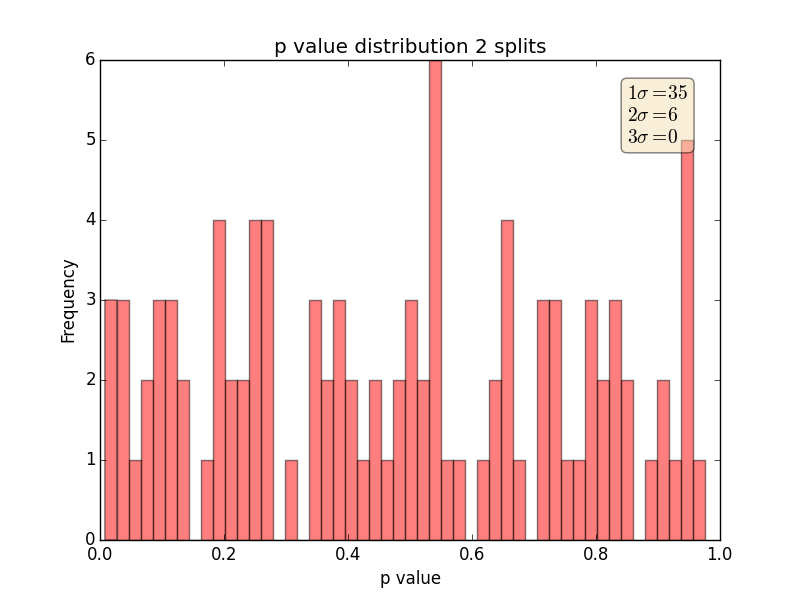 p value distribution 2 splits
1σ=35
2σ=6
3σ=0
6
5
4
3
2
1
0
Frequency
0.0 0.2 0.4 0.6 0.8 1.0
p value